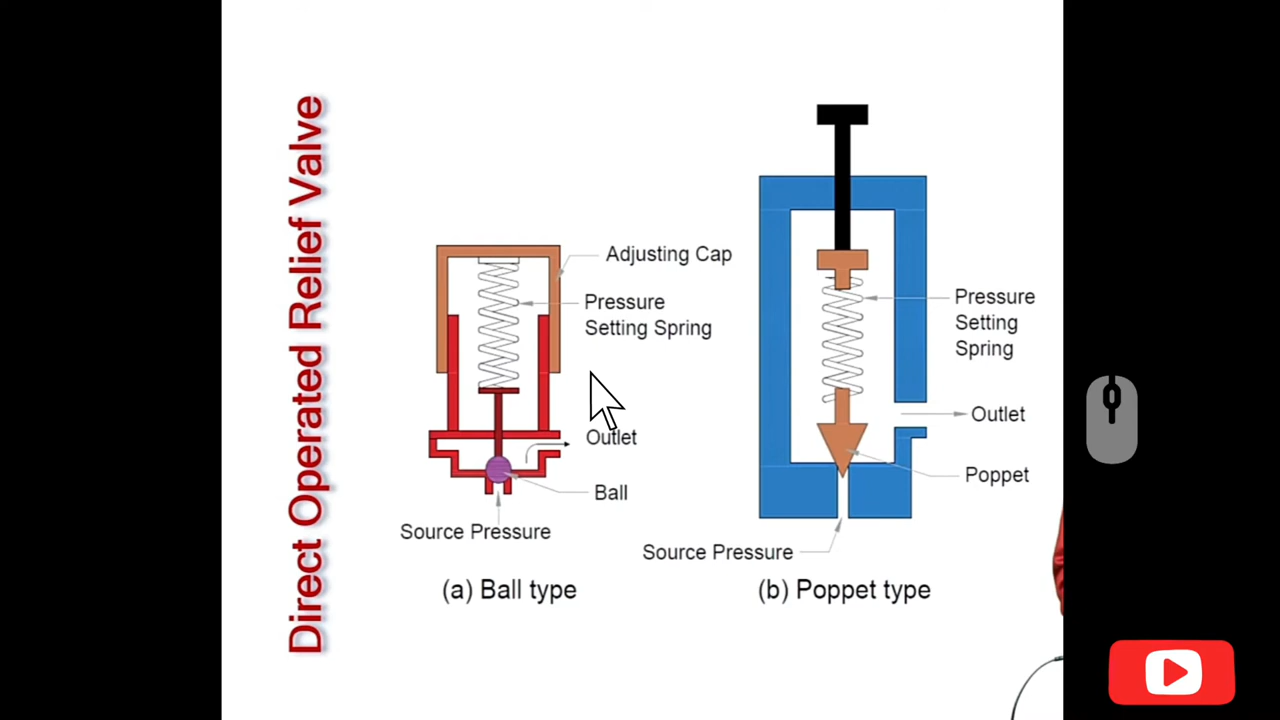 Direct Operated Relief Valve
Adjusting Cap
Pressure
Setting Spring
Outlet
Ball
Source Pressure
(a) Ball type
Pressure
Setting
Spring
Outlet
Poppet
Source Pressure
(b) Poppet type